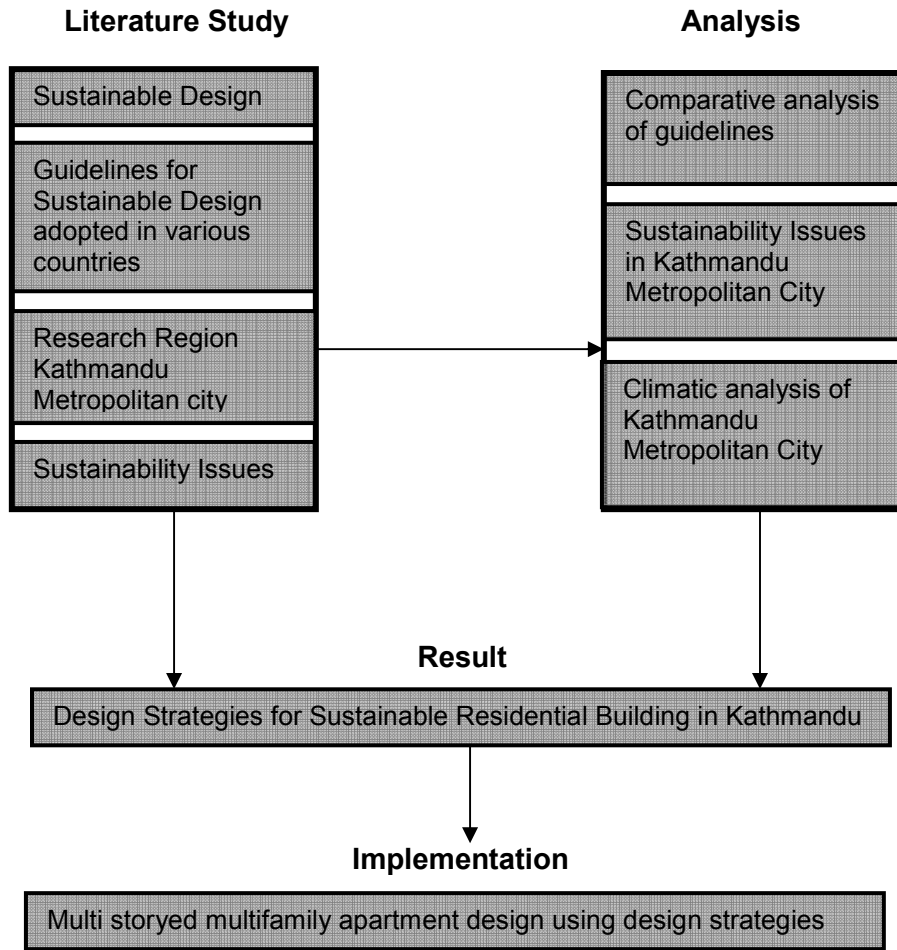 Literature Study
Sustainable Design
Guidelines for
Sustainable Design
adopted in various
countries
Research Region
Kathmandu
Metropolitan city
Sustainability Issues
Analysis
Comparative analysis
of guidelines
Sustainability Issues
in Kathmandu
Metropolitan City
Climatic analysis of
Kathmandu
Metropolitan City
Result
Design Strategies for Sustainable Residential Building in Kathmandu
Implementation
Multi storyed multifamily apartment design using design strategies